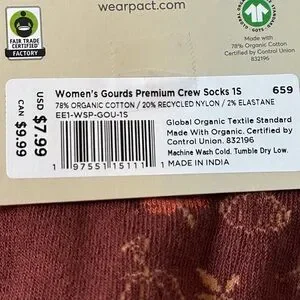 wearpact.com
FAIR TRADE
CERTIFIED
FACTORY
Made with
78% Organic Cotton
Certified by Control Union
832196
USD $7.99
CAN $9.99
Women's Gourds Premium Crew Socks 1S 659
78% ORGANIC COTTON / 20% RECYCLED NYLON / 2% ELASTANE
EE1-WSP-GOU-1S
Global Organic Textile Standard
Made With Organic. Certified by
Control Union. 832196
Machine Wash Cold. Tumble Dry Low.
MADE IN INDIA